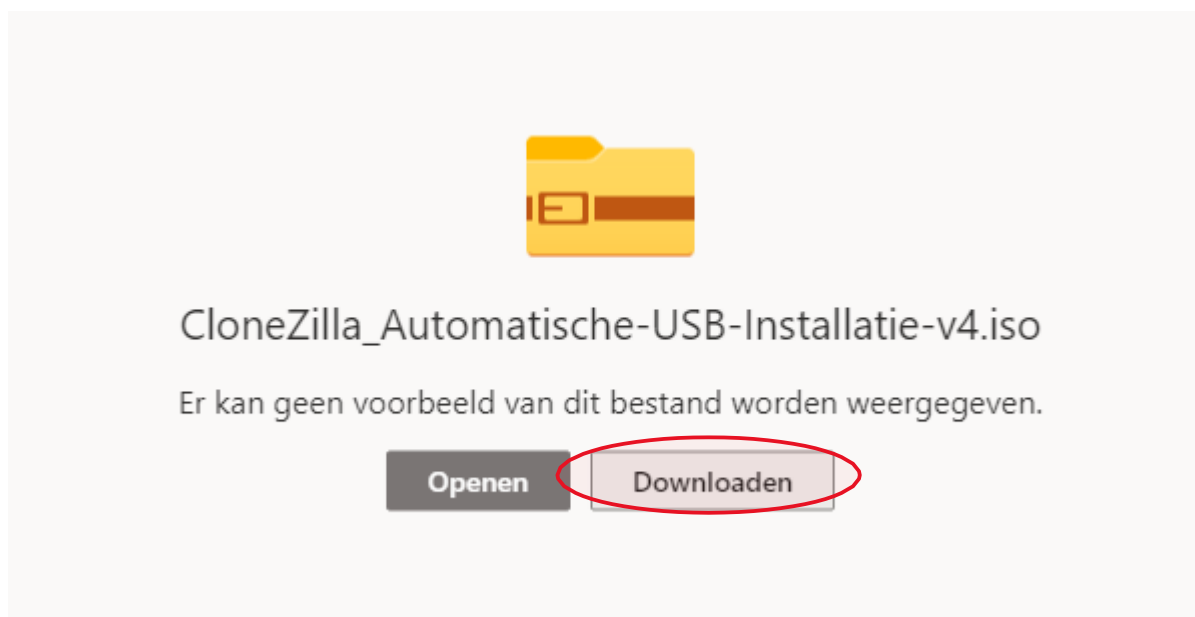 CloneZilla_Automatische-USB-Installatie-v4.iso
Er kan geen voorbeeld van dit bestand worden weergegeven.
Openen Downloaden